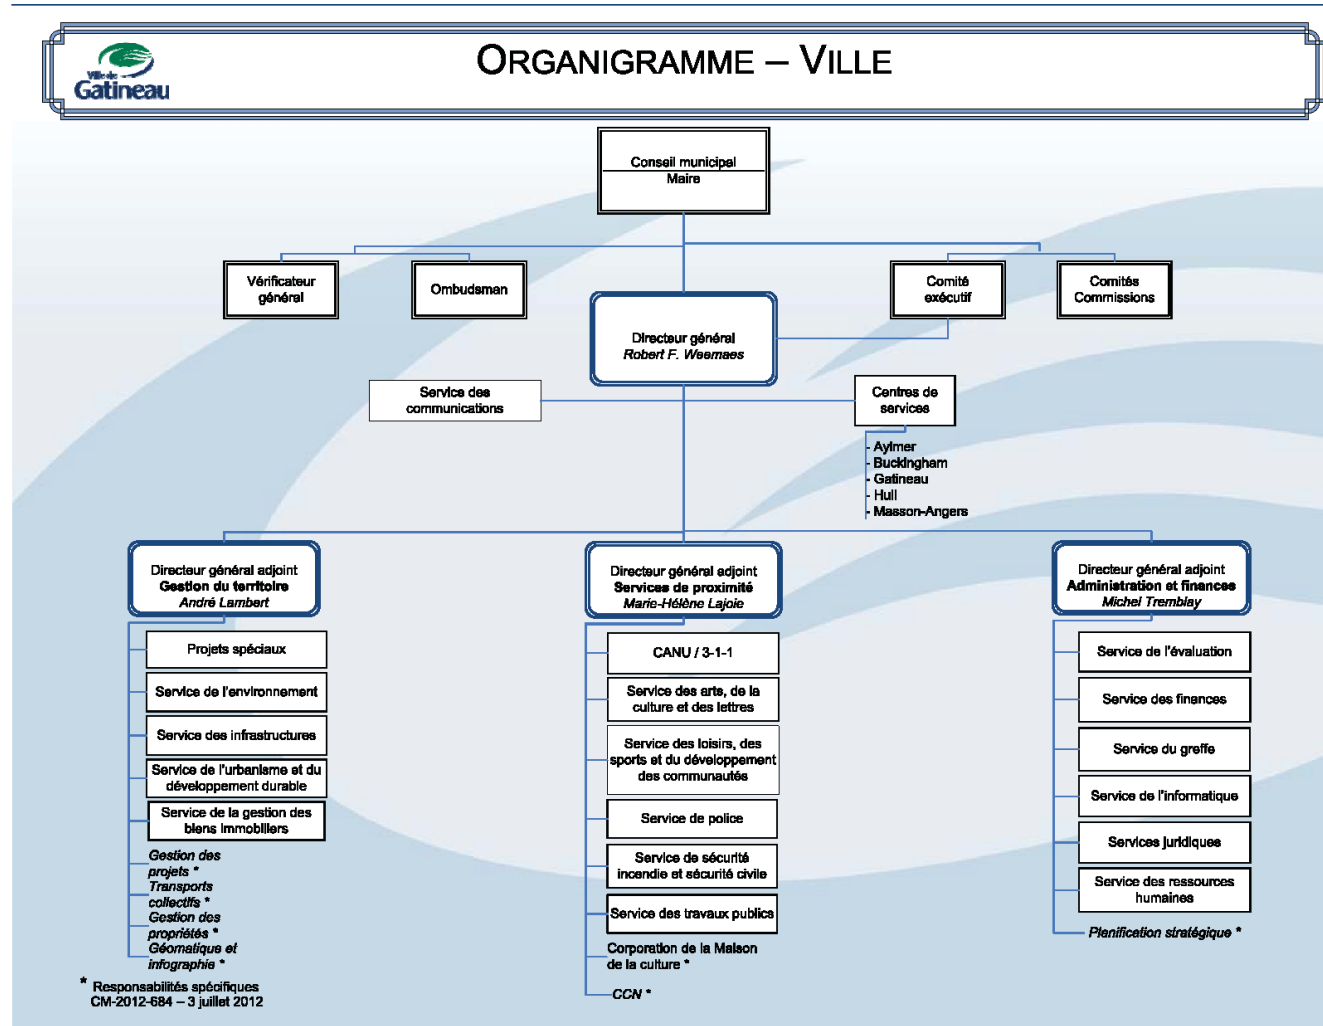 Ville de
Gatineau
ORGANIGRAMME – VILLE
Conseil municipal
Maire
Vérificateur
général
Ombudsman
Comité
exécutif
Comités
Commissions
Directeur général
Robert F. Weemaes
Service des
communications
Centres de
services
- Aylmer
- Buckingham
- Gatineau
- Hull
- Masson-Angers
Directeur général adjoint
Gestion du territoire
André Lambert
Projets spéciaux
Service de l'environnement
Service des infrastructures
Service de l'urbanisme et du
développement durable
Service de la gestion des
biens immobiliers
Gestion des
projets *
Transports
collectifs *
Gestion des
propriétés *
Géomatique et
infographie *
Directeur général adjoint
Services de proximité
Marie-Hélène Lajoie
CANU / 3-1-1
Service des arts, de la
culture et des lettres
Service des loisirs, des
sports et du développement
des communautés
Service de police
Service de sécurité
incendie et sécurité civile
Service des travaux publics
Corporation de la Maison
de la culture *
CCN *
Directeur général adjoint
Administration et finances
Michel Tremblay
Service de l'évaluation
Service des finances
Service du greffe
Service de l'informatique
Services juridiques
Service des ressources
humaines
Planification stratégique *
* Responsabilités spécifiques
CM-2012-684 – 3 juillet 2012